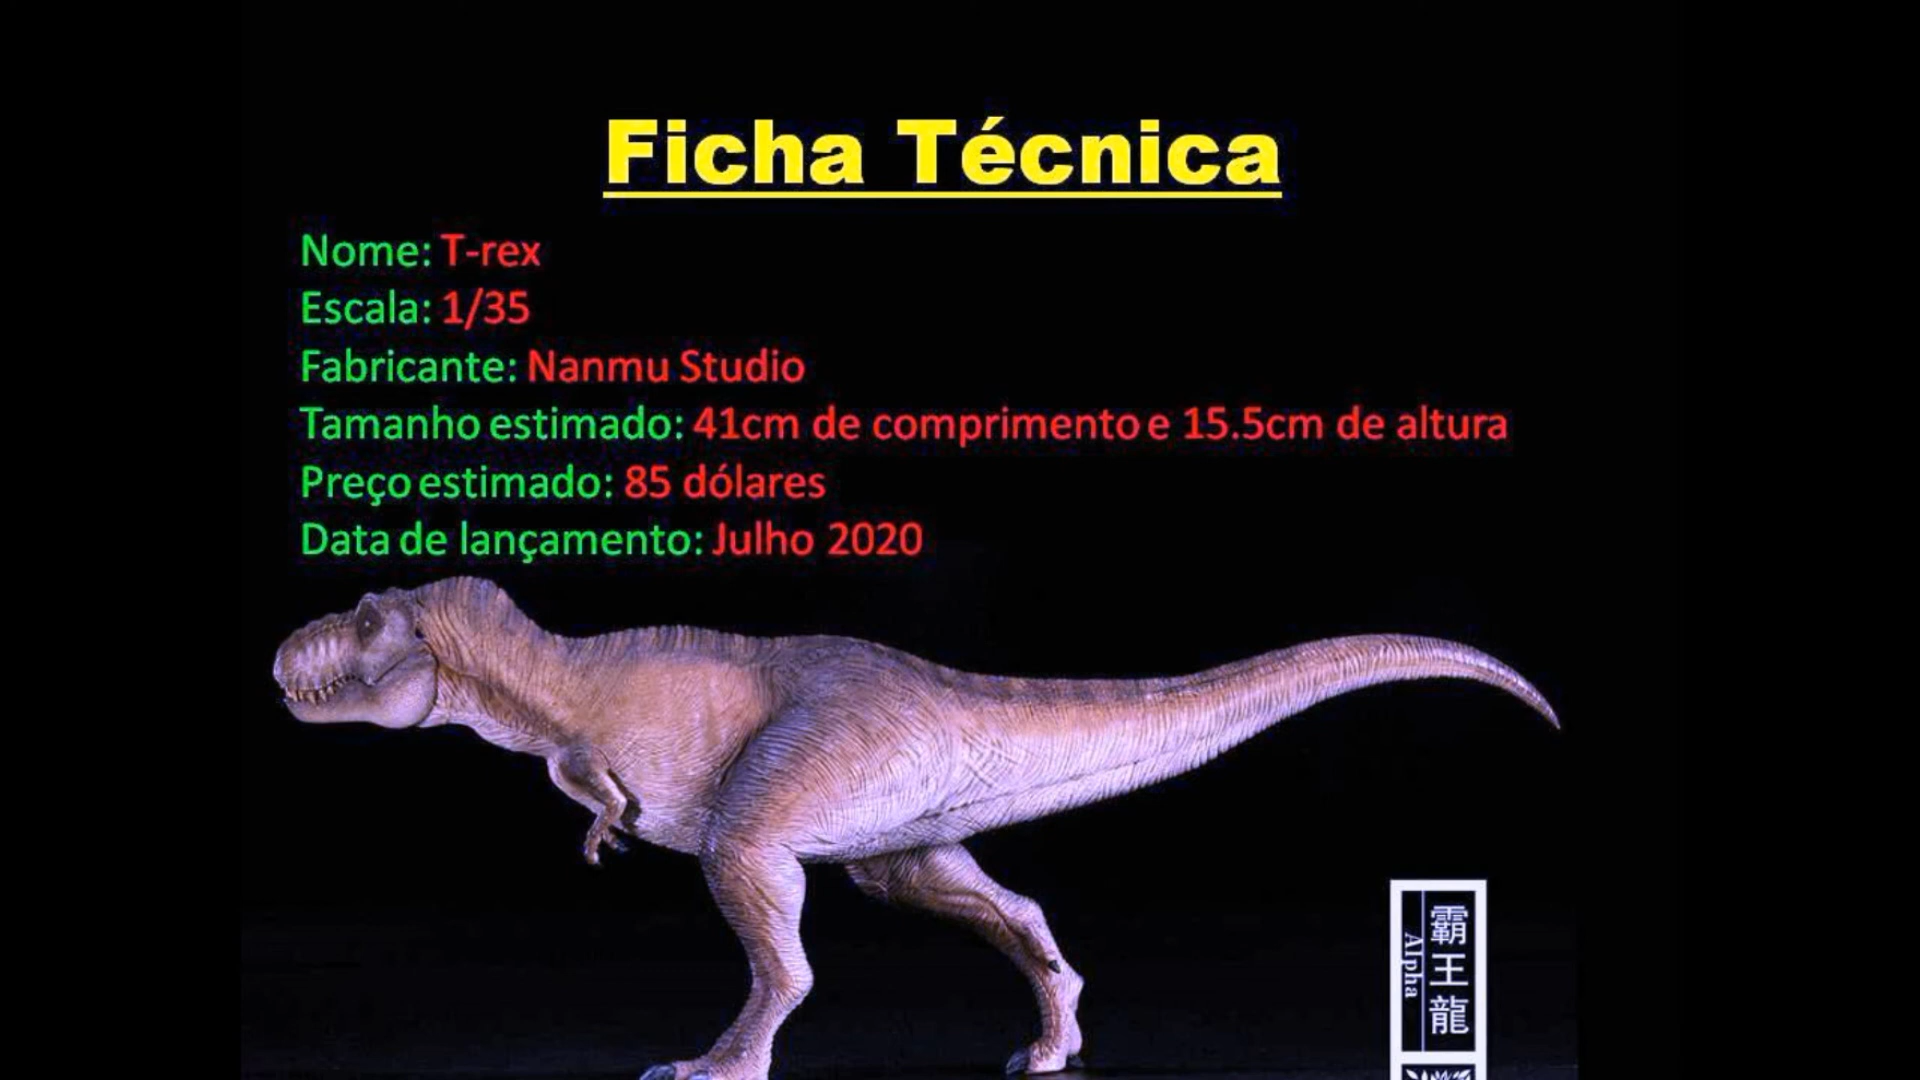 Ficha Técnica
Nome: T-rex
Escala: 1/35
Fabricante: Nanmu Studio
Tamanho estimado: 41cm de comprimento e 15.5cm de altura
Preço estimado: 85 dólares
Data de lançamento: Julho 2020
霸王龍
Alpha